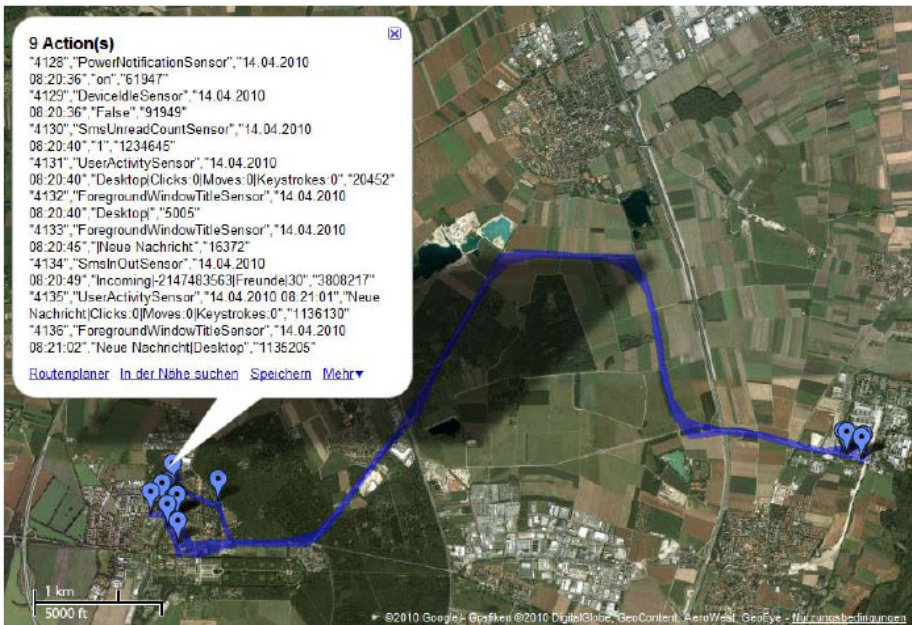 9 Action(s)
"4128","PowerNotificationSensor","14.04.2010
08:20:36","on","61947"
"4129","DeviceIdleSensor","14.04.2010
08:20:36","False","91949"
"4130","SmsUnreadCountSensor","14.04.2010
08:20:40","1","1234645"
"4131","UserActivitySensor","14.04.2010
08:20:40","Desktop|Clicks:0|Moves:0|Keystrokes:0","20452"
"4132","ForegroundWindowTitleSensor","14.04.2010
08:20:40","Desktop|","5005"
"4133","ForegroundWindowTitleSensor","14.04.2010
08:20:45","|Neue Nachricht","16372"
"4134","SmsInOutSensor","14.04.2010
08:20:49","Incoming|-2147483563|Freunde|30","3808217"
"4135","UserActivitySensor","14.04.2010 08:21:01","Neue
Nachricht|Clicks:0|Moves:0|Keystrokes:0","1136130"
"4136","ForegroundWindowTitleSensor","14.04.2010
08:21:02","Neue Nachricht|Desktop","1135205"
Routenplaner In der Nähe suchen Speichern Mehr▼
1 km
5000 ft
©2010 Google - Grafiken ©2010 DigitalGlobe, GeoContent, AeroWest, GeoEye - Nutzungsbedingungen